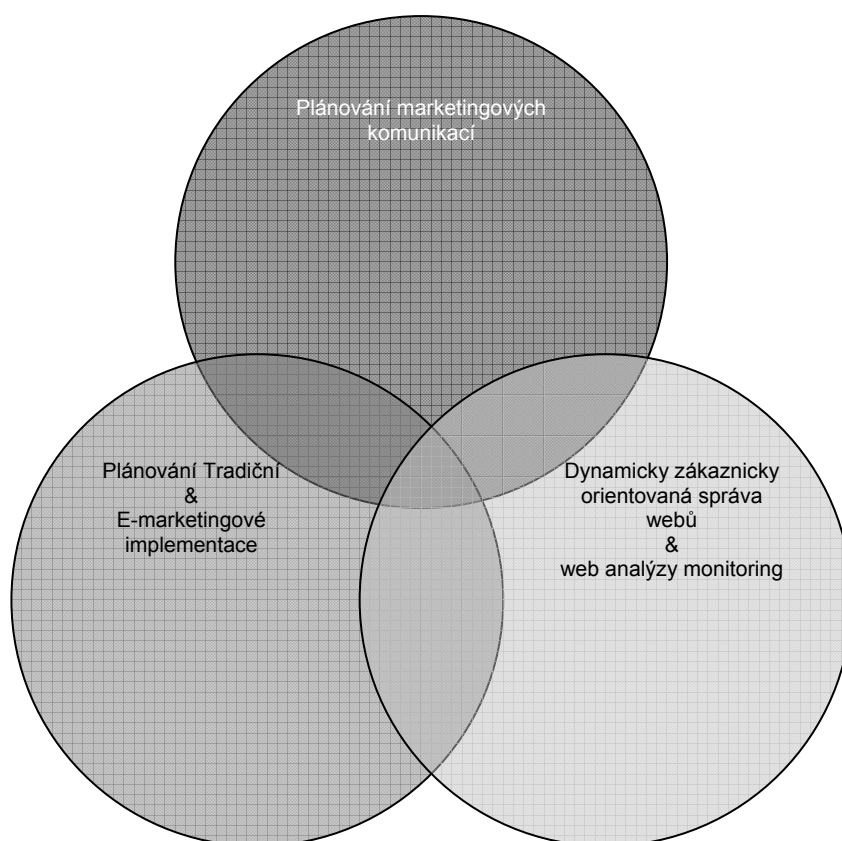 Plánování marketingových
komunikací
Plánování Tradiční
&
E-marketingové
implementace
Dynamicky zákaznicky
orientovaná správa
webů
&
web analýzy monitoring